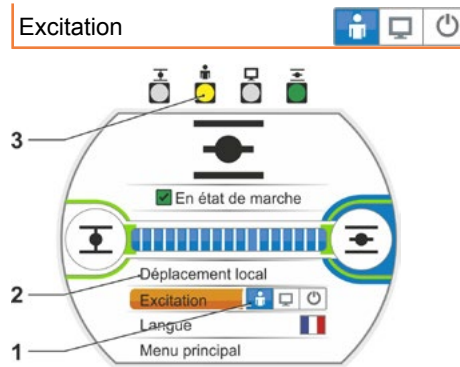 Excitation
3
En état de marche
Déplacement local
2
Excitation
Langue
1
Menu principal